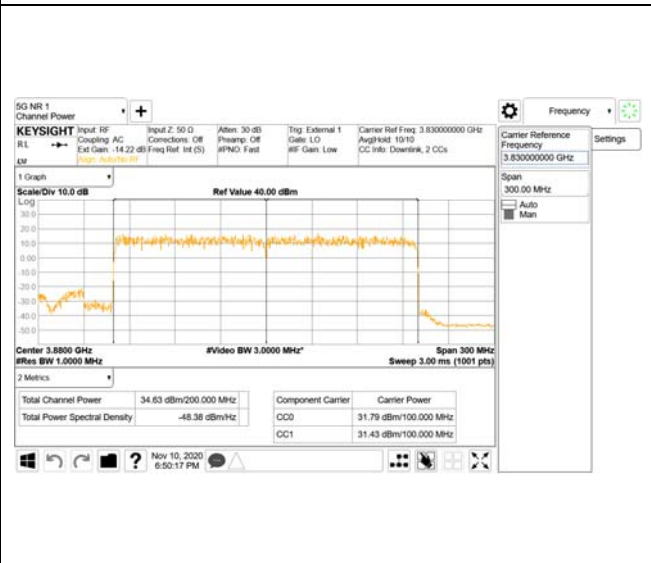 5G NR 1
Channel Power
Frequency
KEYSIGHT
RL
Input: RF
Coupling: AC
Ext Gain: -14.22 dB
Align: Auto/No RF
Input Z: 50 Ω
Corrections: Off
Freq Ref: Int (S)
Atten: 30 dB
Preamp: Off
#PNO: Fast
Trig: External 1
Gate: LO
#IF Gain: Low
Carrier Ref Freq: 3.830000000 GHz
Avg|Hold: 10/10
CC Info: Downlink, 2 CCs
Carrier Reference
Frequency
3.830000000 GHz
Settings
Span
300.00 MHz
Auto
Man
1 Graph
Scale/Div 10.0 dB
Ref Value 40.00 dBm
Log
30.0
20.0
10.0
0.00
-10.0
-20.0
-30.0
-40.0
-50.0
Center 3.8800 GHz
#Video BW 3.0000 MHz*
Span 300 MHz
#Res BW 1.0000 MHz
Sweep 3.00 ms (1001 pts)
2 Metrics
Total Channel Power
34.63 dBm/200.000 MHz
Total Power Spectral Density
-48.38 dBm/Hz
Component Carrier
Carrier Power
CC0
31.79 dBm/100.000 MHz
CC1
31.43 dBm/100.000 MHz
?
Nov 10, 2020
6:50:17 PM